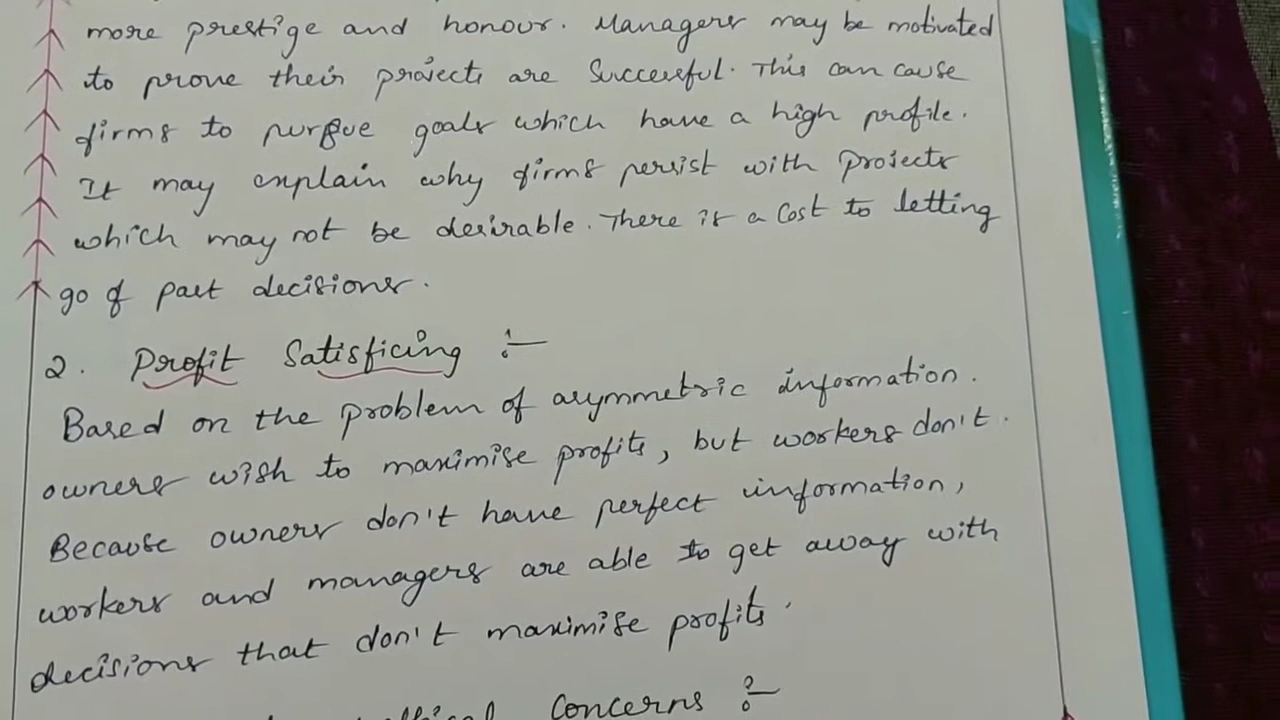 more prestige and honour. Managers may be motivated
to prove their projects are Successful. This can cause
firms to pursue goals which have a high profile.
It may explain why firms persist with projects
which may not be desirable. There is a cost to letting
go of past decisions.
2. Profit Satisficing :-
Based on the problem of asymmetric information.
owners wish to maximise profits, but workers don't.
Because owners don't have perfect information,
workers and managers are able to get away with
decisions that don't maximise profits.
Concerns :-